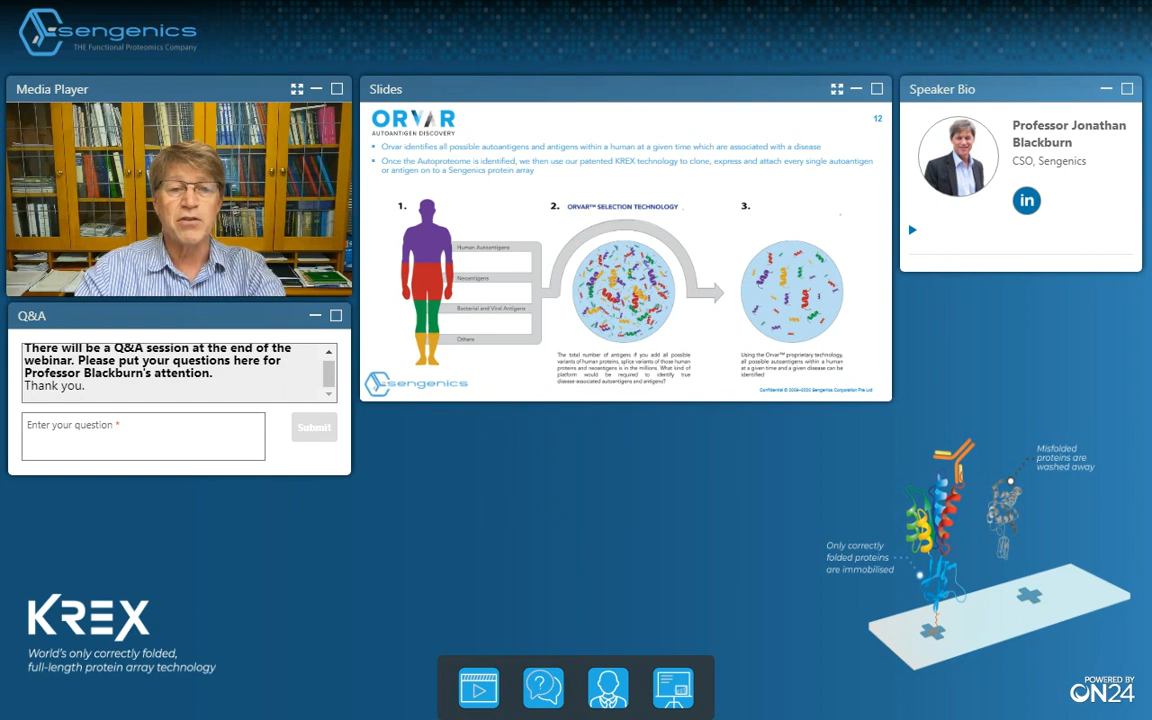 sengenics
THE Functional Proteomics Company
Media Player
Slides
ORVAR
AUTOANTIGEN DISCOVERY
12
Orvar identifies all possible autoantigens and antigens within a human at a given time which are associated with a disease
Once the Autoproteome is identified, we then use our patented KREX technology to clone, express and attach every single autoantigen
or antigen on to a Sengenics protein array
1.
2. ORVAR™ SELECTION TECHNOLOGY
3.
Human Autoantigens
Neoantigens
Bacterial and Viral Antigens
Others
The total number of antigens if you add all possible
variants of human proteins, splice variants of those human
proteins and neoantigens is in the millions. What kind of
platform would be required to identify true
disease-associated autoantigens and antigens?
Using the Orvar™ proprietary technology,
all possible autoantigens within a human
at a given time and a given disease can be
identified
sengenics
Confidential © 2008-2020 Sengenics Corporation Pte Ltd
Speaker Bio
Professor Jonathan
Blackburn
CSO, Sengenics
in
Q&A
There will be a Q&A session at the end of the
webinar. Please put your questions here for
Professor Blackburn's attention.
Thank you.
Enter your question *
Submit
Misfolded
proteins are
washed away
Only correctly
folded proteins
are immobilised
KREX
World's only correctly folded,
full-length protein array technology
POWERED BY
ON24